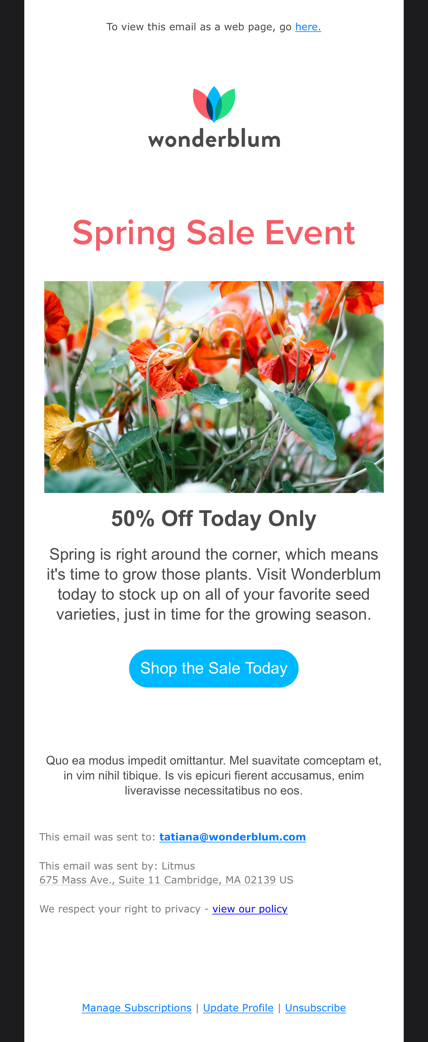 To view this email as a web page, go here.
wonderblum
Spring Sale Event
50% Off Today Only
Spring is right around the corner, which means
it's time to grow those plants. Visit Wonderblum
today to stock up on all of your favorite seed
varieties, just in time for the growing season.
Shop the Sale Today
Quo ea modus impedit omittantur. Mel suavitate comceptam et,
in vim nihil tibique. Is vis epicuri fierent accusamus, enim
liveravisse necessitatibus no eos.
This email was sent to: tatiana@wonderblum.com
This email was sent by: Litmus
675 Mass Ave., Suite 11 Cambridge, MA 02139 US
We respect your right to privacy - view our policy
Manage Subscriptions | Update Profile | Unsubscribe